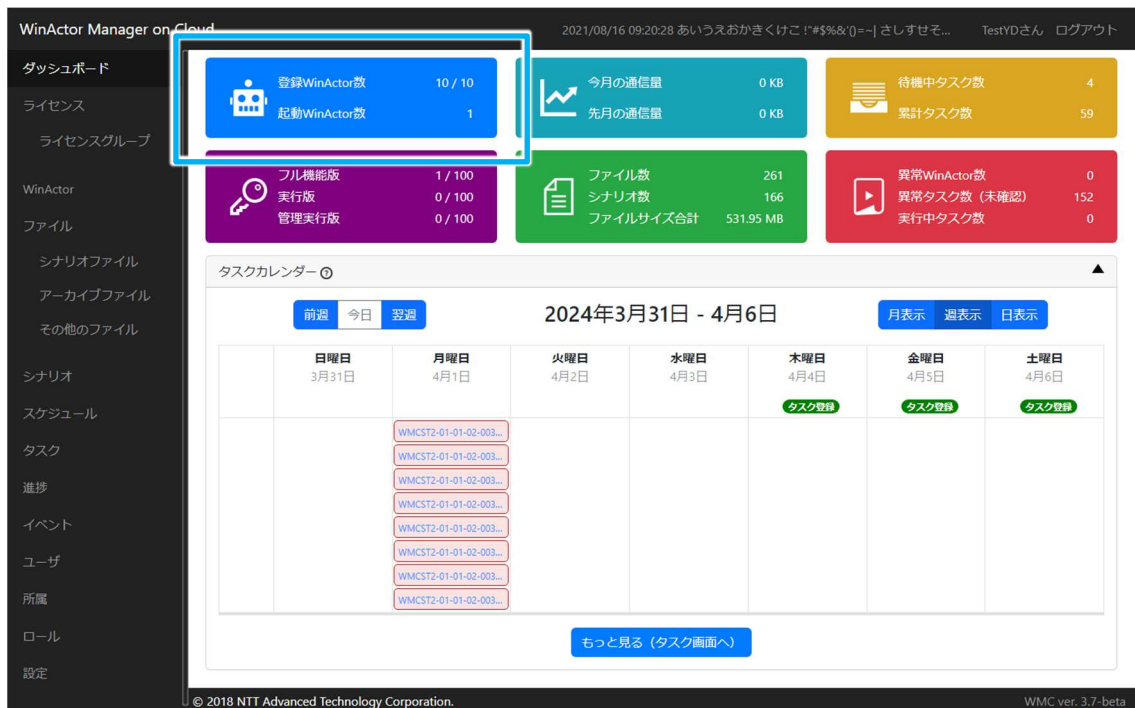 WinActor Manager on Cloud
2021/08/16 09:20:28 あいうえおかきくけこ !"#$%&'()=~| さしすせそ... TestYDさん ログアウト
ダッシュボード
ライセンス
ライセンスグループ
WinActor
ファイル
シナリオファイル
アーカイブファイル
その他のファイル
シナリオ
スケジュール
タスク
進捗
イベント
ユーザ
所属
ロール
設定
登録WinActor数 10 / 10
起動WinActor数 1
今月の通信量 0 KB
先月の通信量 0 KB
待機中タスク数 4
累計タスク数 59
フル機能版 1 / 100
実行版 0 / 100
管理実行版 0 / 100
ファイル数 261
シナリオ数 166
ファイルサイズ合計 531.95 MB
異常WinActor数 0
異常タスク数（未確認） 152
実行中タスク数 0
タスクカレンダー ?
前週 今日 翌週
2024年3月31日 - 4月6日
月表示 週表示 日表示
日曜日 月曜日 火曜日 水曜日 木曜日 金曜日 土曜日
3月31日 4月1日 4月2日 4月3日 4月4日 4月5日 4月6日
タスク登録 タスク登録 タスク登録
WMCST2-01-01-02-003...
WMCST2-01-01-02-003...
WMCST2-01-01-02-003...
WMCST2-01-01-02-003...
WMCST2-01-01-02-003...
WMCST2-01-01-02-003...
WMCST2-01-01-02-003...
WMCST2-01-01-02-003...
もっと見る（タスク画面へ）
© 2018 NTT Advanced Technology Corporation. WMC ver. 3.7-beta